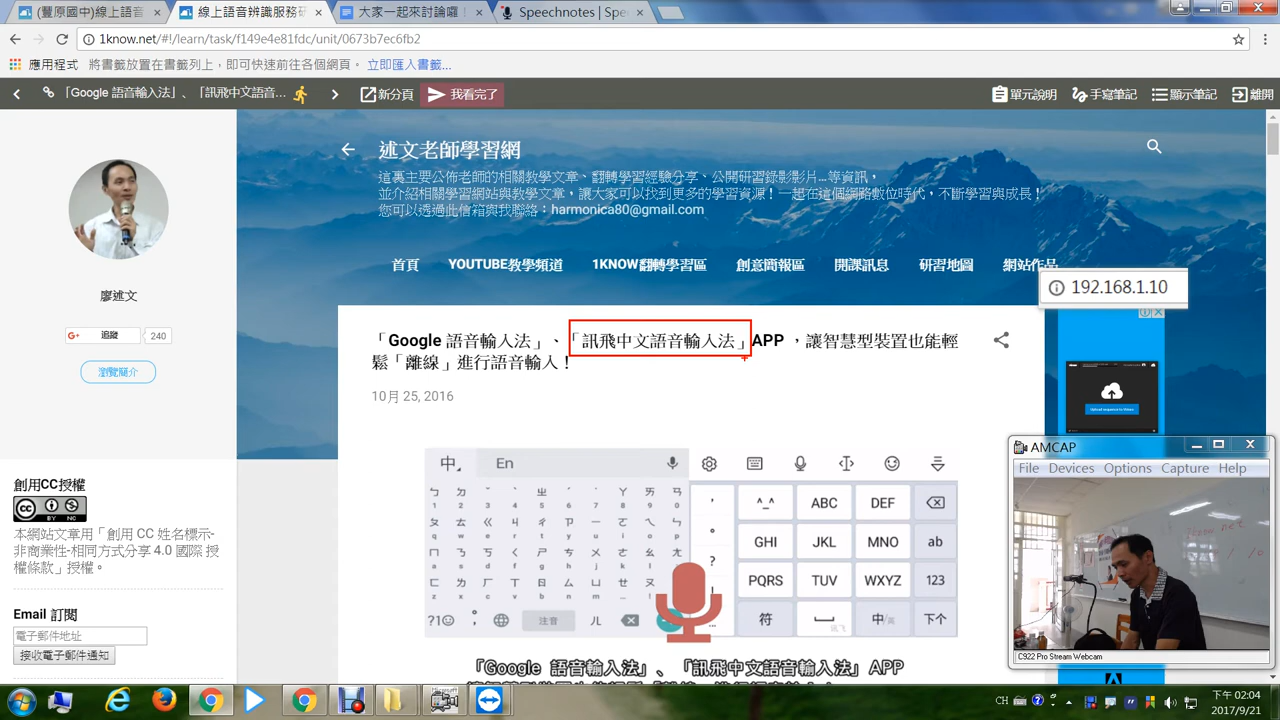 (豐原國中)線上語音
線上語音辨識服務研
大家一起來討論囉
Speechnotes | Spe
1know.net/#!/learn/task/f149e4e81fdc/unit/0673b7ec6fb2
應用程式 將書籤放置在書籤列上，即可快速前往各個網頁。 立即匯入書籤...
「Google 語音輸入法」、「訊飛中文語音...
新分頁
我看完了
單元說明
手寫筆記
顯示筆記
離開
述文老師學習網
這裏主要公佈老師的相關教學文章、翻轉學習經驗分享、公開研習錄影影片...等資訊，
並介紹相關學習網站與教學文章，讓大家可以找到更多的學習資源！一起在這個網路數位時代，不斷學習與成長！
您可以透過此信箱與我聯絡：harmonica80@gmail.com
首頁 YOUTUBE教學頻道 1KNOW翻轉學習區 創意簡報區 開課訊息 研習地圖 網站作品
192.168.1.10
廖述文
G+ 追蹤 240
瀏覽簡介
「Google 語音輸入法」、「訊飛中文語音輸入法」APP ，讓智慧型裝置也能輕
鬆「離線」進行語音輸入！
10月 25, 2016
創用CC授權
CC BY NC
本網站文章用「創用 CC 姓名標示-
非商業性-相同方式分享 4.0 國際 授
權條款」授權。
Email 訂閱
電子郵件地址
接收電子郵件通知
中 En
ABC DEF
GHI JKL MNO ab
PQRS TUV WXYZ 123
?1☺ 注音 ㄦ
符 中/英 下个
「Google 語音輸入法」、「訊飛中文語音輸入法」APP
AMCAP
File Devices Options Capture Help
C922 Pro Stream Webcam
CH
下午 02:04
2017/9/21